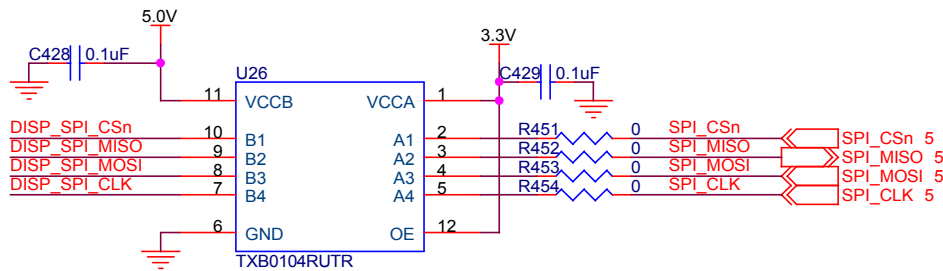 5.0V
3.3V
C428 0.1uF
C429 0.1uF
U26
11 VCCB VCCA 1
DISP_SPI_CSn 10 B1 A1 2 R451 0 SPI_CSn SPI_CSn 5
DISP_SPI_MISO 9 B2 A2 3 R452 0 SPI_MISO SPI_MISO 5
DISP_SPI_MOSI 8 B3 A3 4 R453 0 SPI_MOSI SPI_MOSI 5
DISP_SPI_CLK 7 B4 A4 5 R454 0 SPI_CLK SPI_CLK 5
6 GND OE 12
TXB0104RUTR